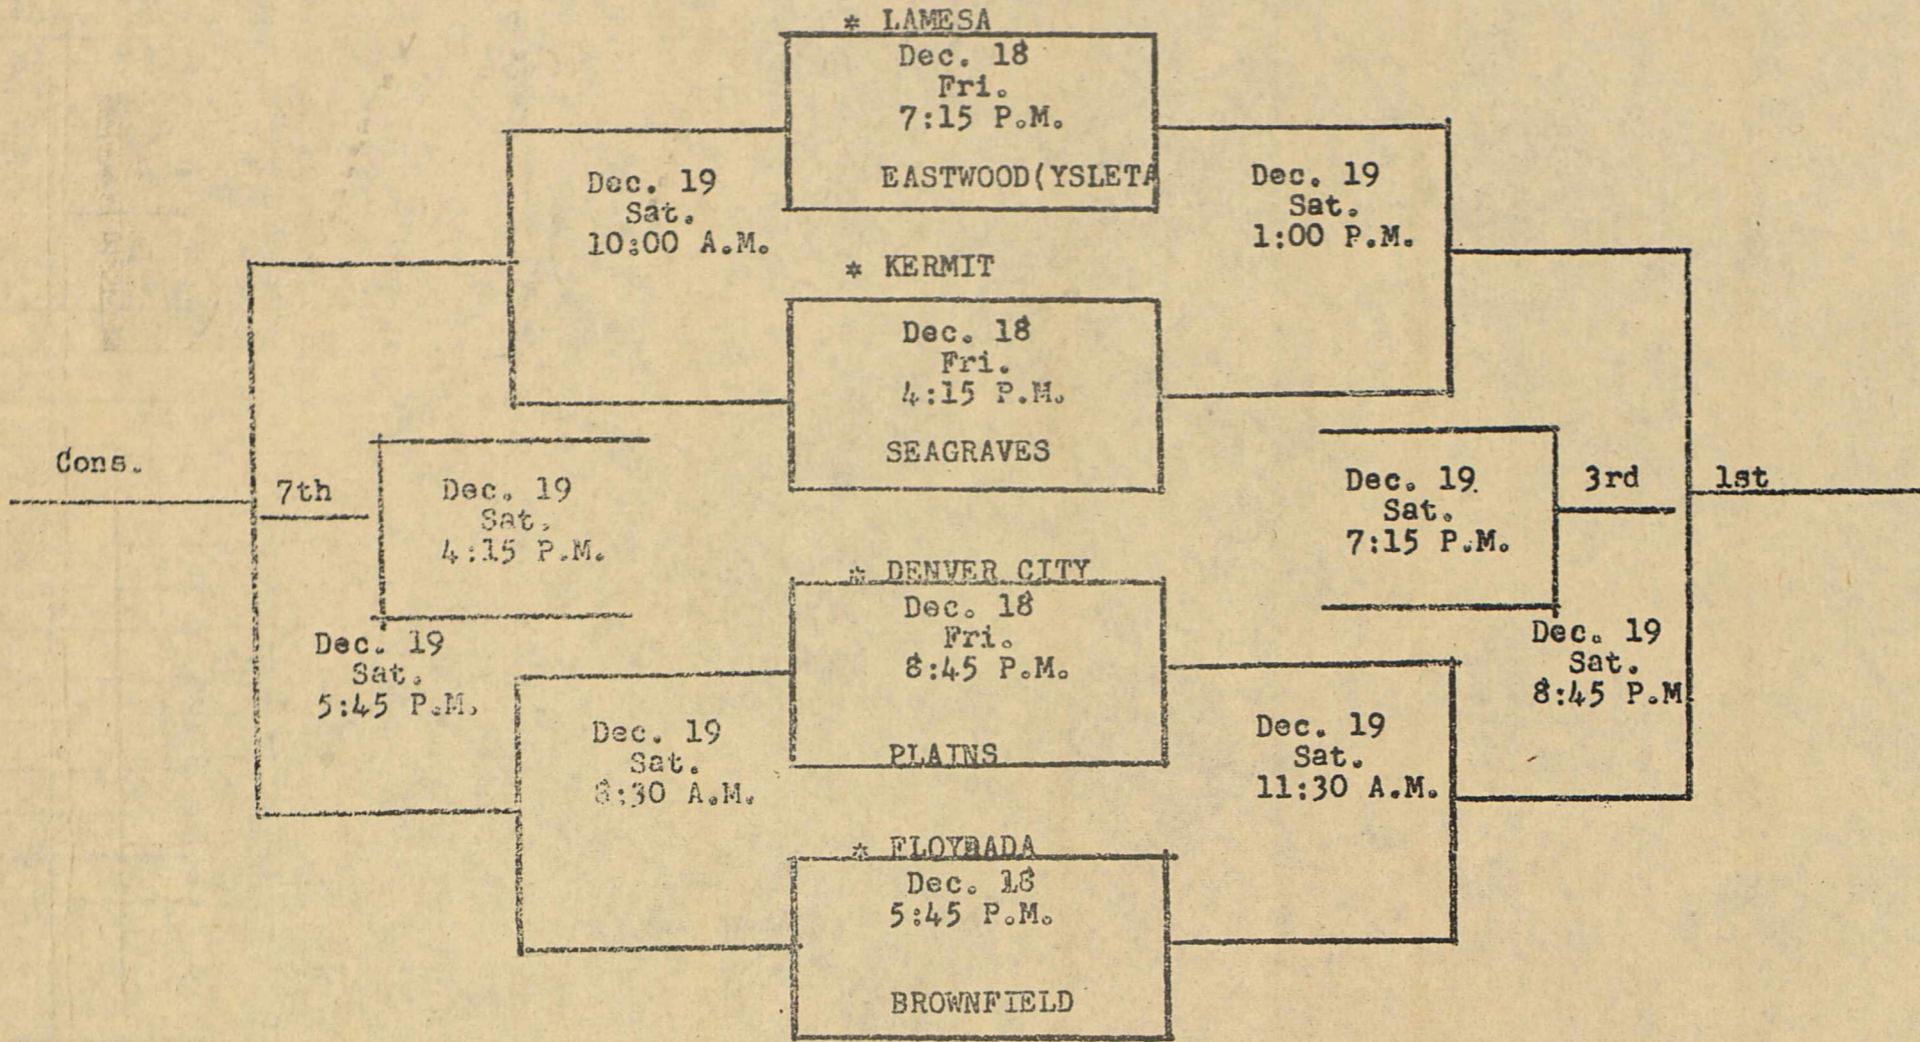 * LAMESA
Dec. 18
Fri.
7:15 P.M.
EASTWOOD(YSLETA
Dec. 19
Sat.
10:00 A.M.
Dec. 19
Sat.
1:00 P.M.
* KERMIT
Dec. 18
Fri.
4:15 P.M.
SEAGRAVES
Cons.
7th
Dec. 19
Sat.
4:15 P.M.
Dec. 19
Sat.
7:15 P.M.
3rd
1st
* DENVER CITY
Dec. 18
Fri.
8:45 P.M.
PLAINS
Dec. 19
Sat.
5:45 P.M.
Dec. 19
Sat.
8:45 P.M
Dec. 19
Sat.
8:30 A.M.
Dec. 19
Sat.
11:30 A.M.
* FLOYDADA
Dec. 18
5:45 P.M.
BROWNFIELD